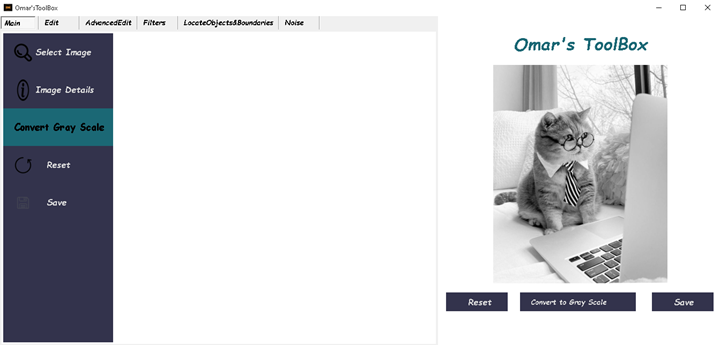 Omar'sToolBox
Main Edit AdvancedEdit Filters LocateObjects&Boundaries Noise
Select Image
Image Details
Convert Gray Scale
Reset
Save
Omar's ToolBox
Reset Convert to Gray Scale Save